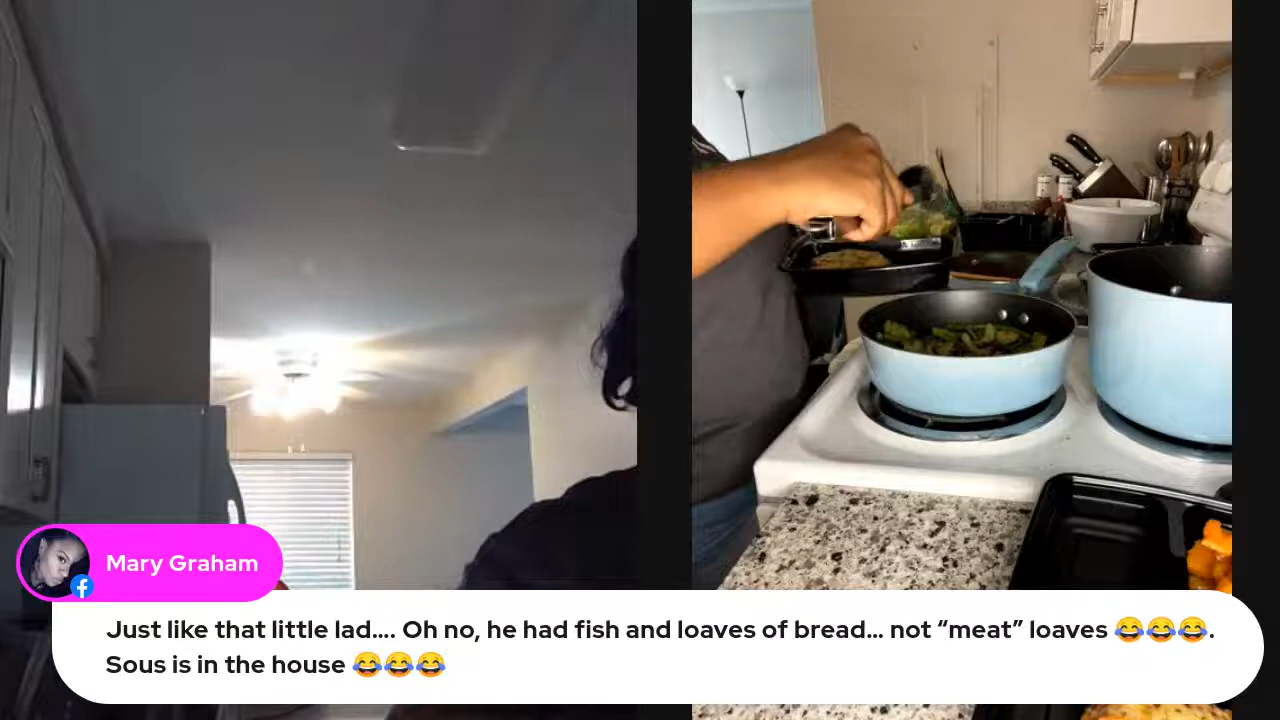 Mary Graham
Just like that little lad.... Oh no, he had fish and loaves of bread... not “meat” loaves 😂😂😂.
Sous is in the house 😂😂😂